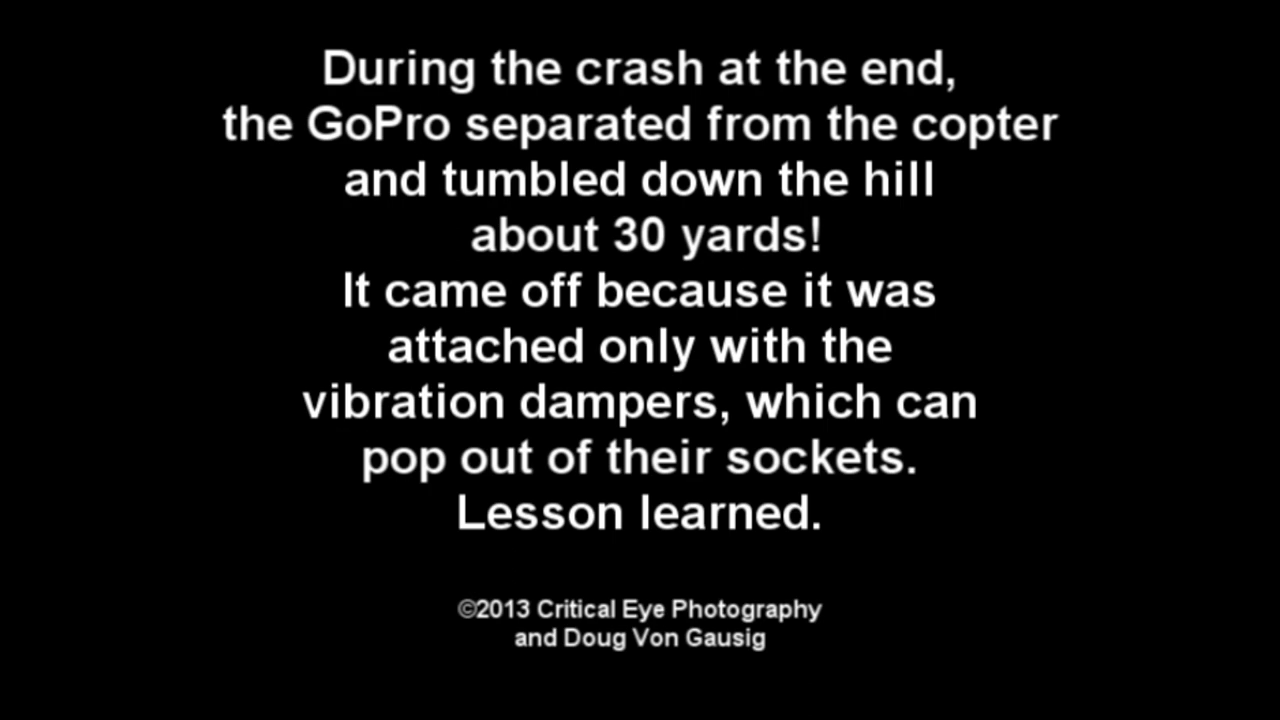 During the crash at the end,
the GoPro separated from the copter
and tumbled down the hill
about 30 yards!
It came off because it was
attached only with the
vibration dampers, which can
pop out of their sockets.
Lesson learned.
©2013 Critical Eye Photography
and Doug Von Gausig